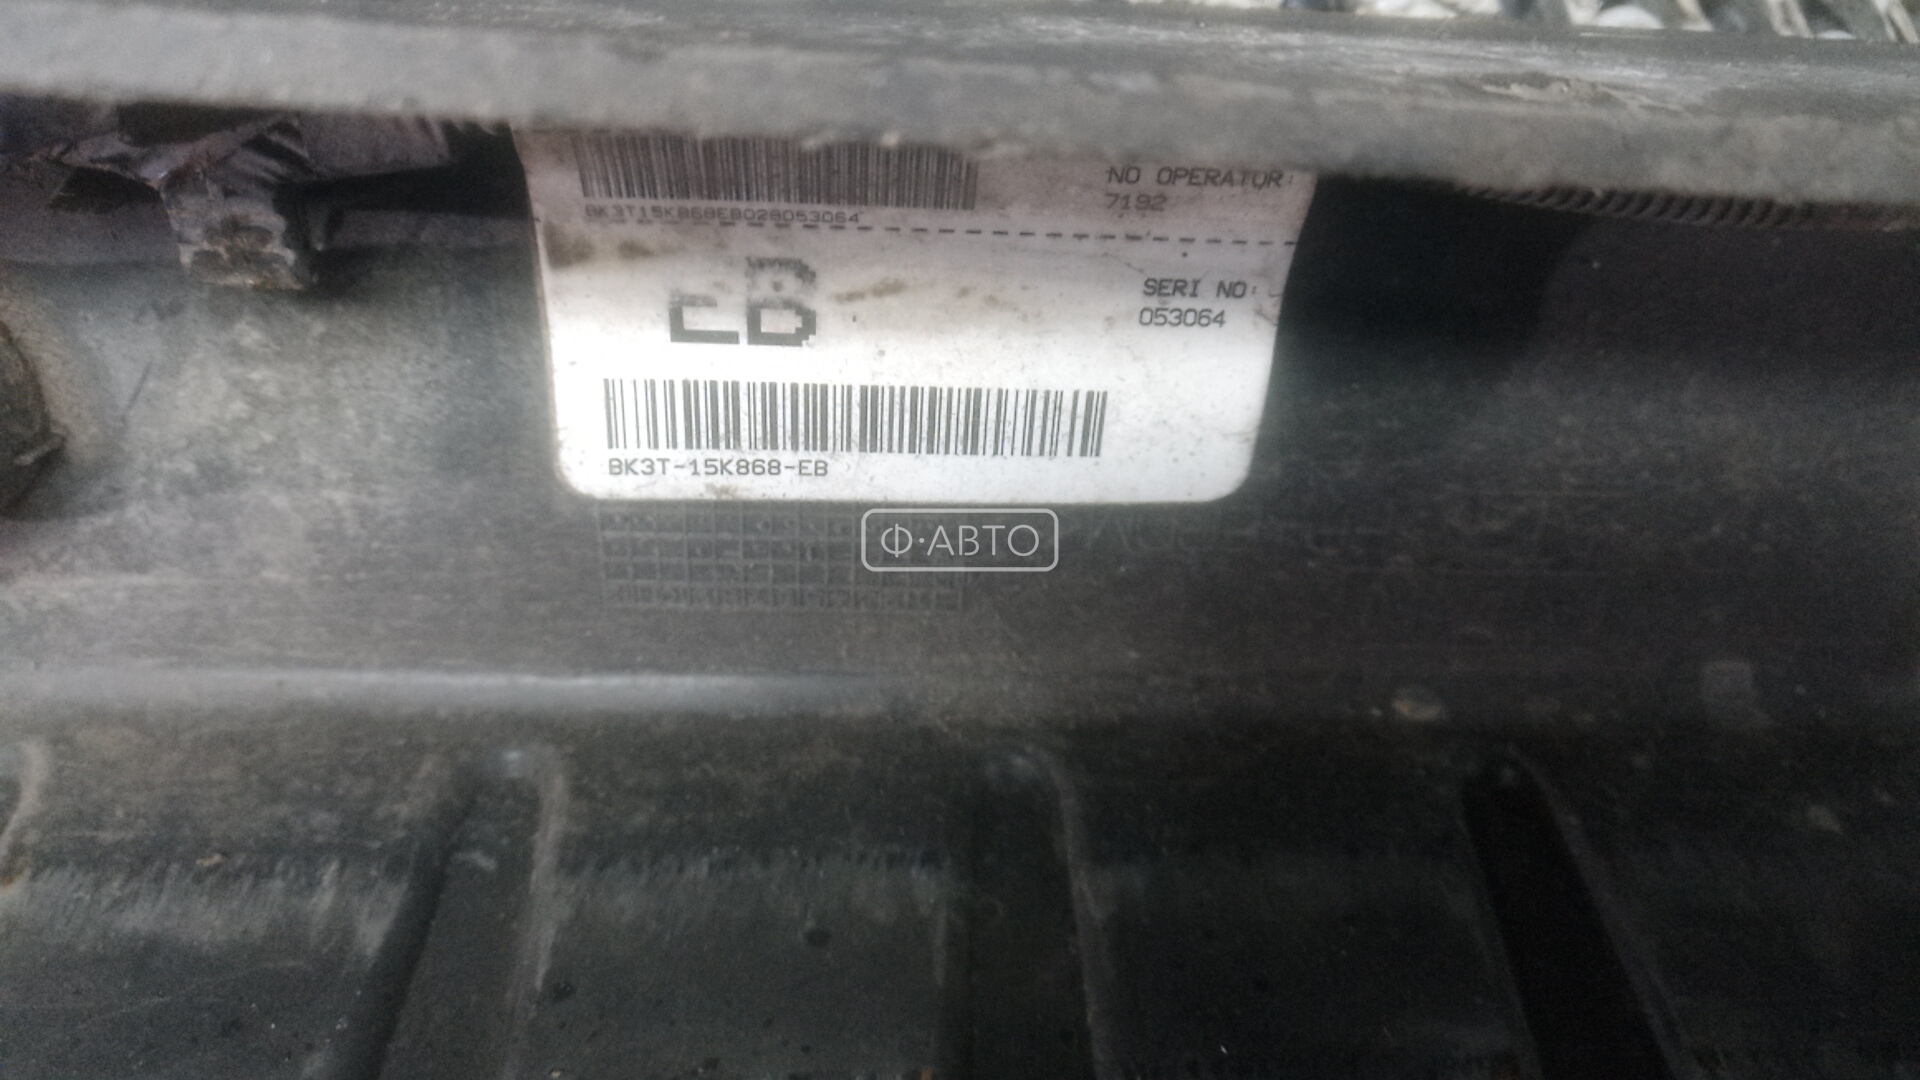 NO OPERATOR:
7192
BK3T15K868EB028053064
EB
SERI NO:
053064
BK3T-15K868-EB
Ф·АВТО